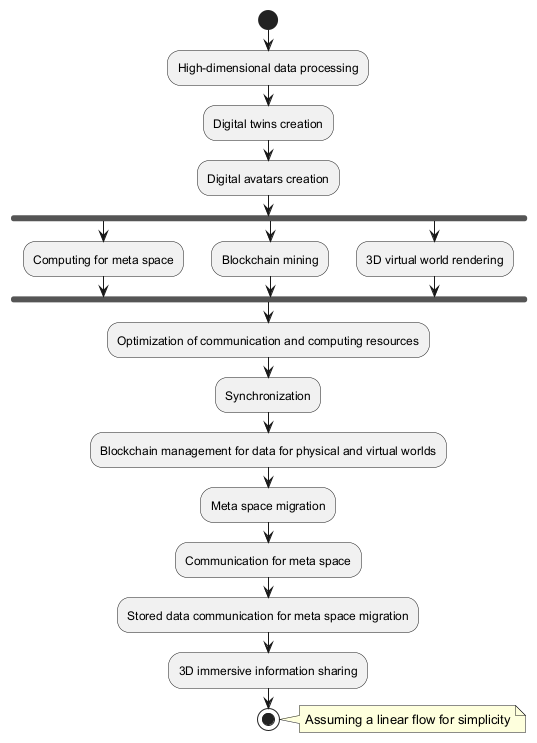 High-dimensional data processing
Digital twins creation
Digital avatars creation
Computing for meta space
Blockchain mining
3D virtual world rendering
Optimization of communication and computing resources
Synchronization
Blockchain management for data for physical and virtual worlds
Meta space migration
Communication for meta space
Stored data communication for meta space migration
3D immersive information sharing
Assuming a linear flow for simplicity